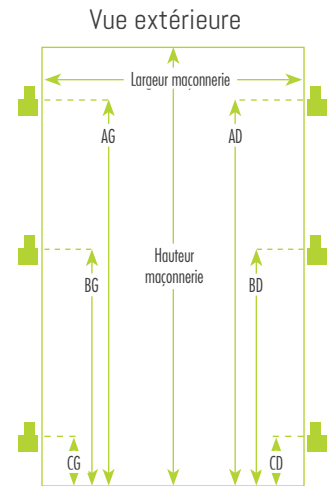 Vue extérieure
Largeur maçonnerie
AG
AD
Hauteur
maçonnerie
BG
BD
CG
CD